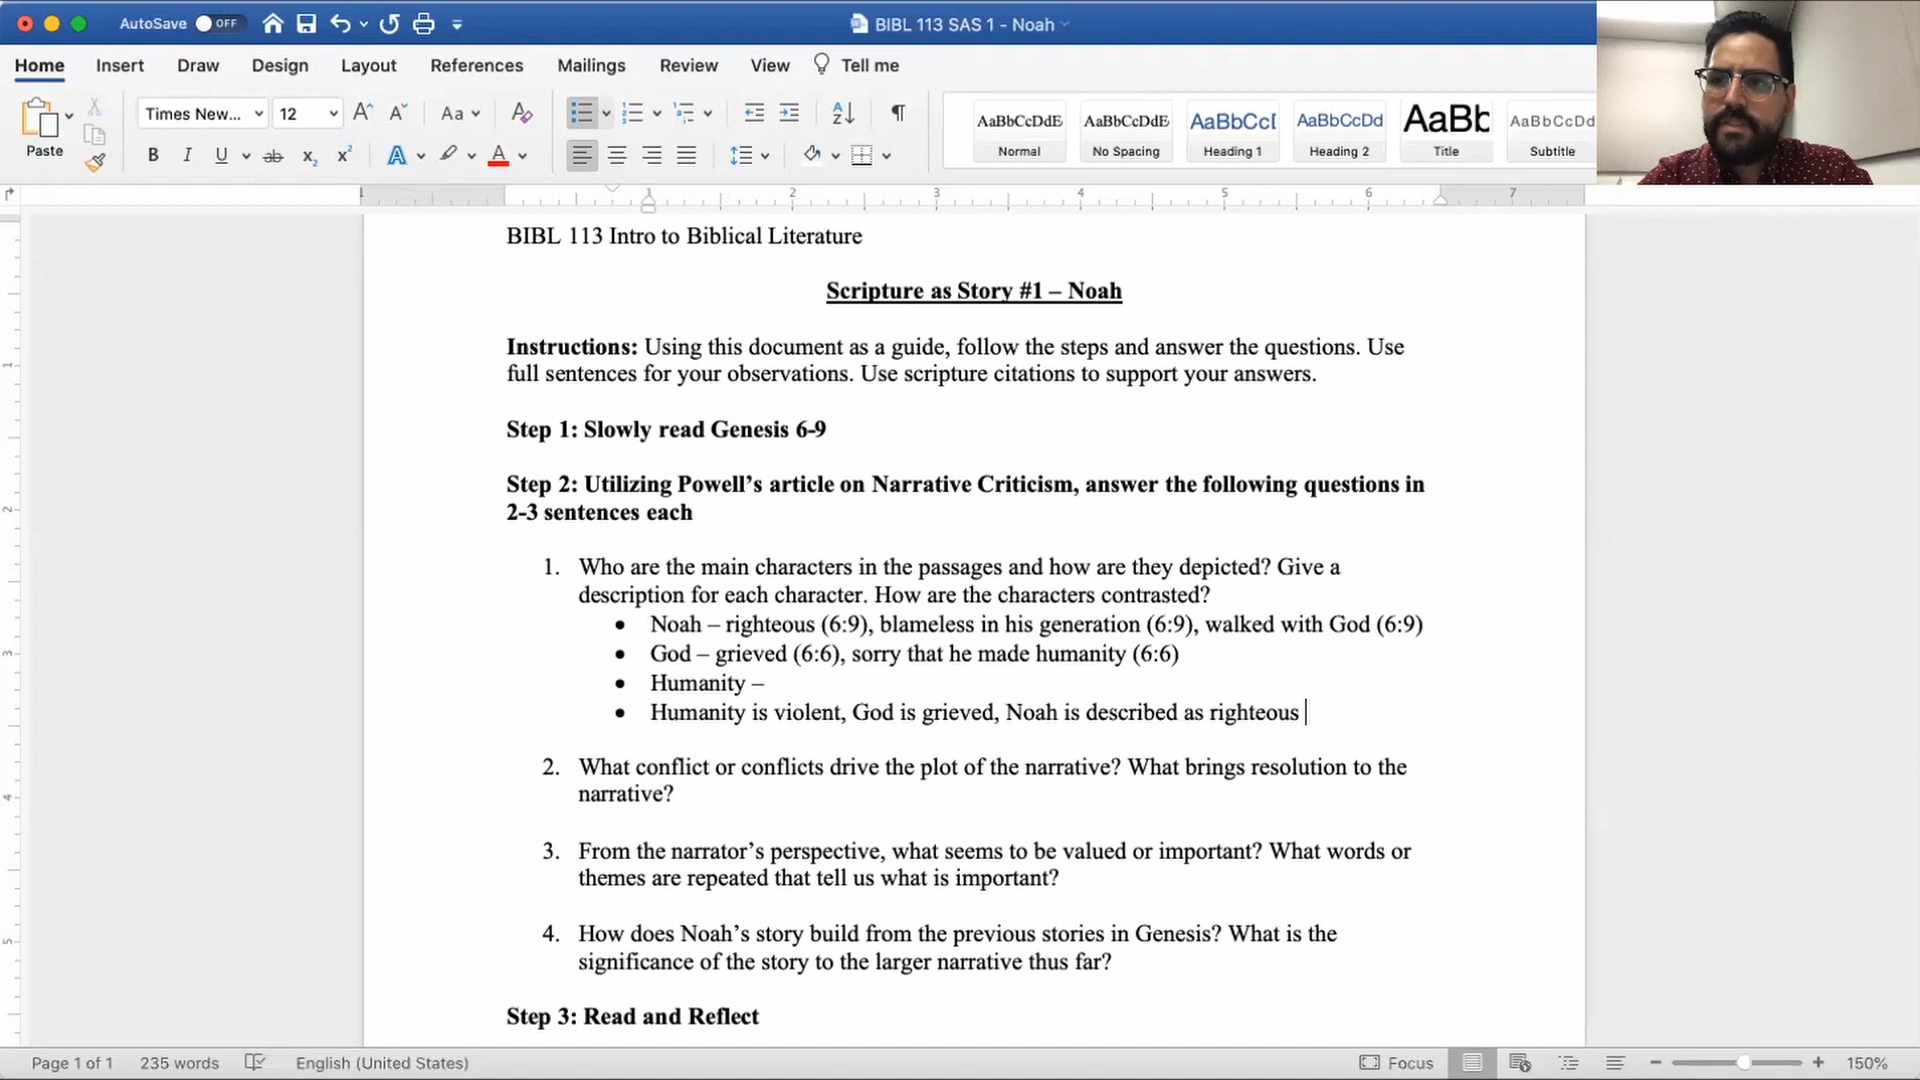 AutoSave OFF
BIBL 113 SAS 1 - Noah
Home Insert Draw Design Layout References Mailings Review View Tell me
Paste
Times New... 12
AaBbCcDdE AaBbCcDdE AaBbCcD AaBbCcDd AaBb AaBbCcDd
Normal No Spacing Heading 1 Heading 2 Title Subtitle
1 1 2 3 4 5 6 7
BIBL 113 Intro to Biblical Literature
Scripture as Story #1 – Noah
Instructions: Using this document as a guide, follow the steps and answer the questions. Use
full sentences for your observations. Use scripture citations to support your answers.
Step 1: Slowly read Genesis 6-9
Step 2: Utilizing Powell’s article on Narrative Criticism, answer the following questions in
2-3 sentences each
1. Who are the main characters in the passages and how are they depicted? Give a
description for each character. How are the characters contrasted?
• Noah – righteous (6:9), blameless in his generation (6:9), walked with God (6:9)
• God – grieved (6:6), sorry that he made humanity (6:6)
• Humanity –
• Humanity is violent, God is grieved, Noah is described as righteous
2. What conflict or conflicts drive the plot of the narrative? What brings resolution to the
narrative?
3. From the narrator’s perspective, what seems to be valued or important? What words or
themes are repeated that tell us what is important?
4. How does Noah’s story build from the previous stories in Genesis? What is the
significance of the story to the larger narrative thus far?
Step 3: Read and Reflect
Page 1 of 1 235 words English (United States) Focus 150%